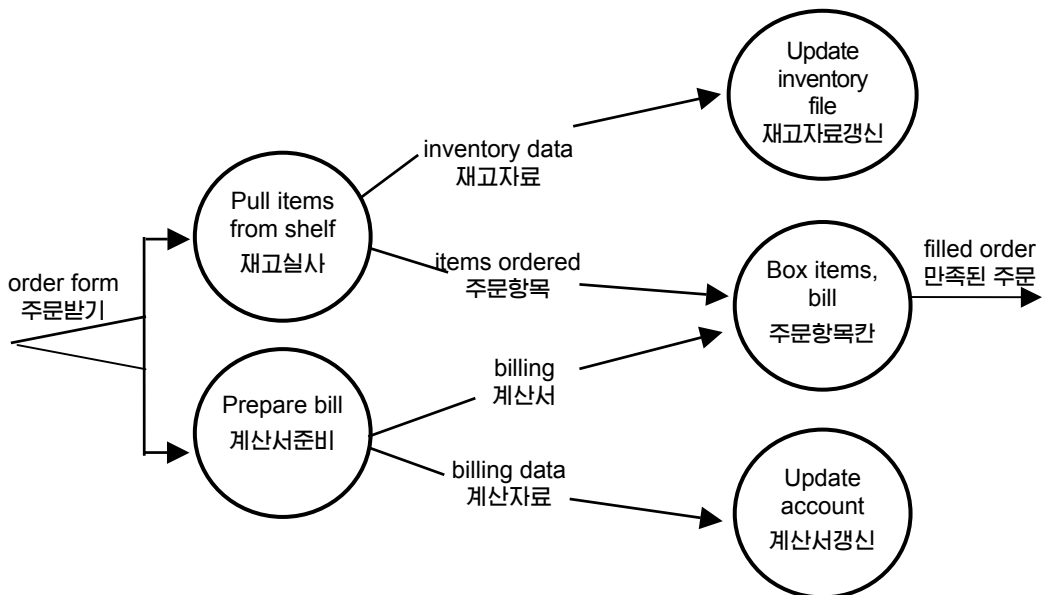 Update
inventory
file
재고자료갱신
inventory data
재고자료
Pull items
from shelf
재고실사
order form
주문받기
items ordered
주문항목
Box items,
bill
주문항목칸
filled order
만족된 주문
billing
계산서
Prepare bill
계산서준비
billing data
계산자료
Update
account
계산서갱신